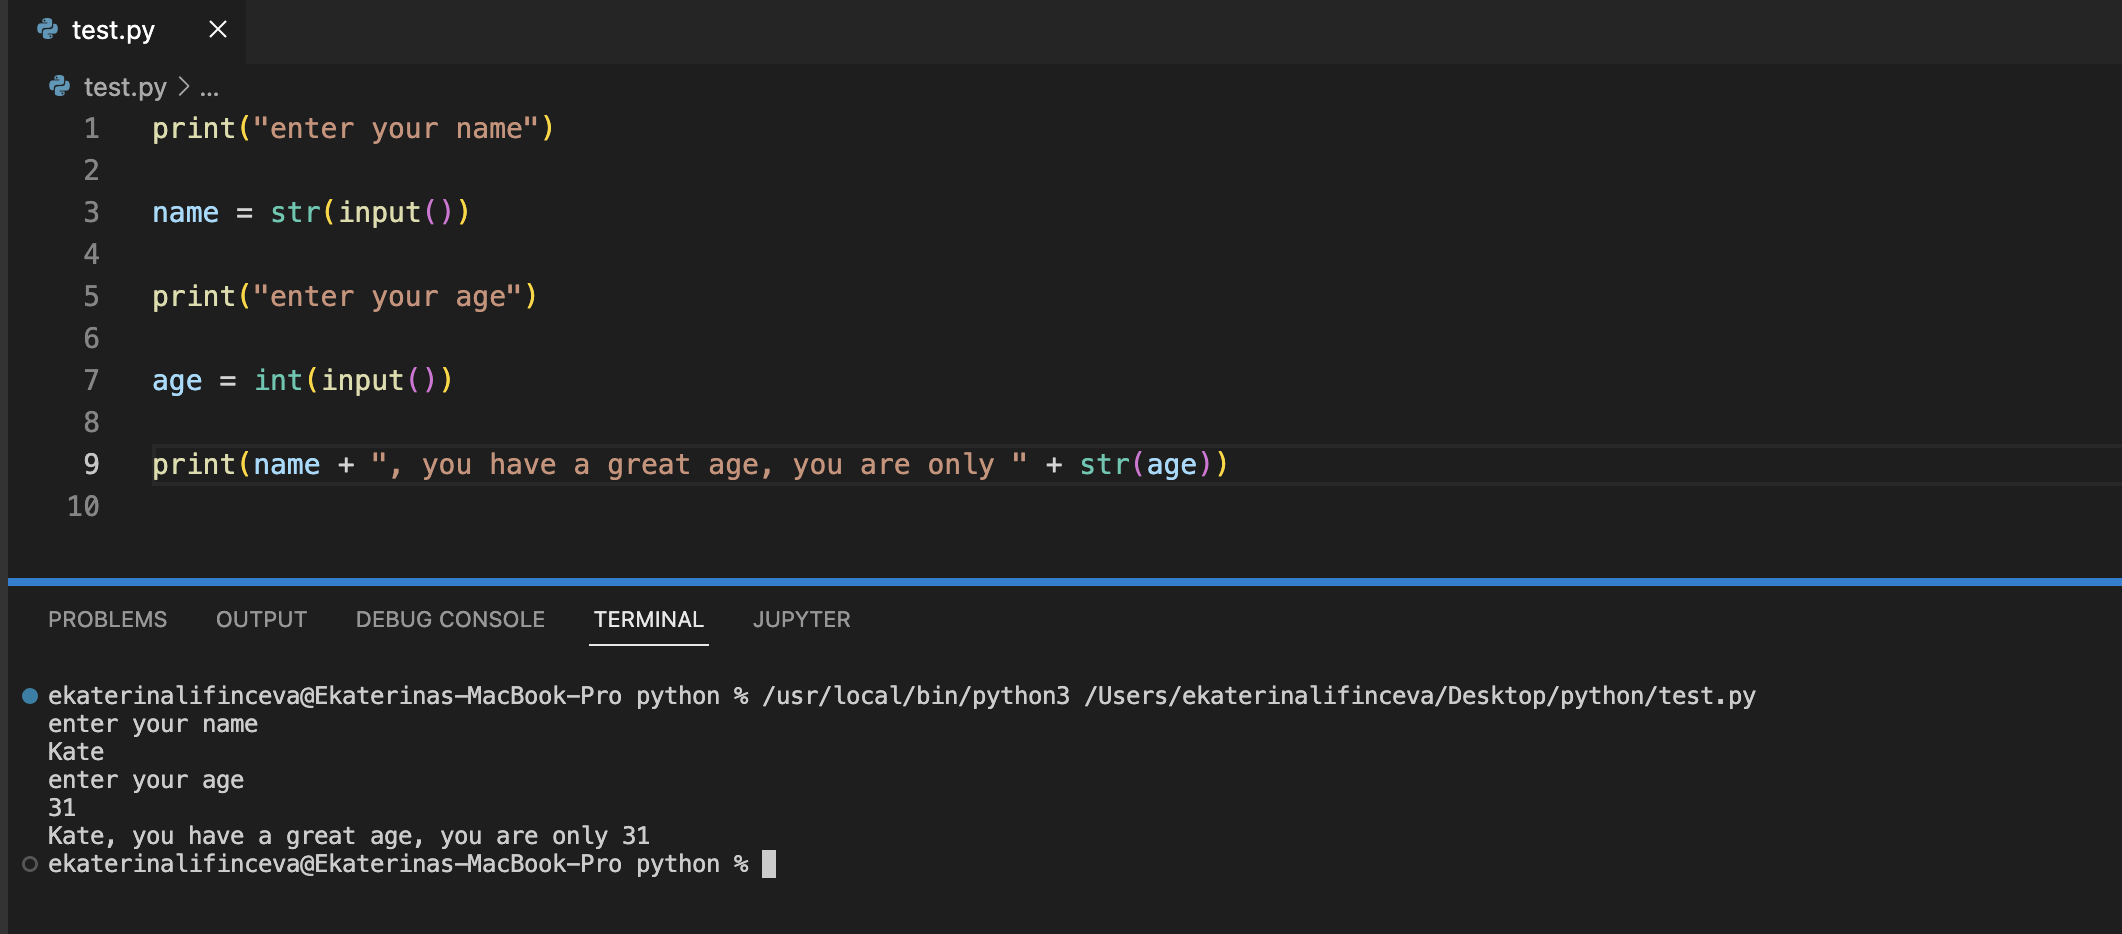 test.py
test.py > ...
1 print("enter your name")
2
3 name = str(input())
4
5 print("enter your age")
6
7 age = int(input())
8
9 print(name + ", you have a great age, you are only " + str(age))
10
PROBLEMS OUTPUT DEBUG CONSOLE TERMINAL JUPYTER
ekaterinalifinceva@Ekaterinas-MacBook-Pro python % /usr/local/bin/python3 /Users/ekaterinalifinceva/Desktop/python/test.py
enter your name
Kate
enter your age
31
Kate, you have a great age, you are only 31
ekaterinalifinceva@Ekaterinas-MacBook-Pro python %